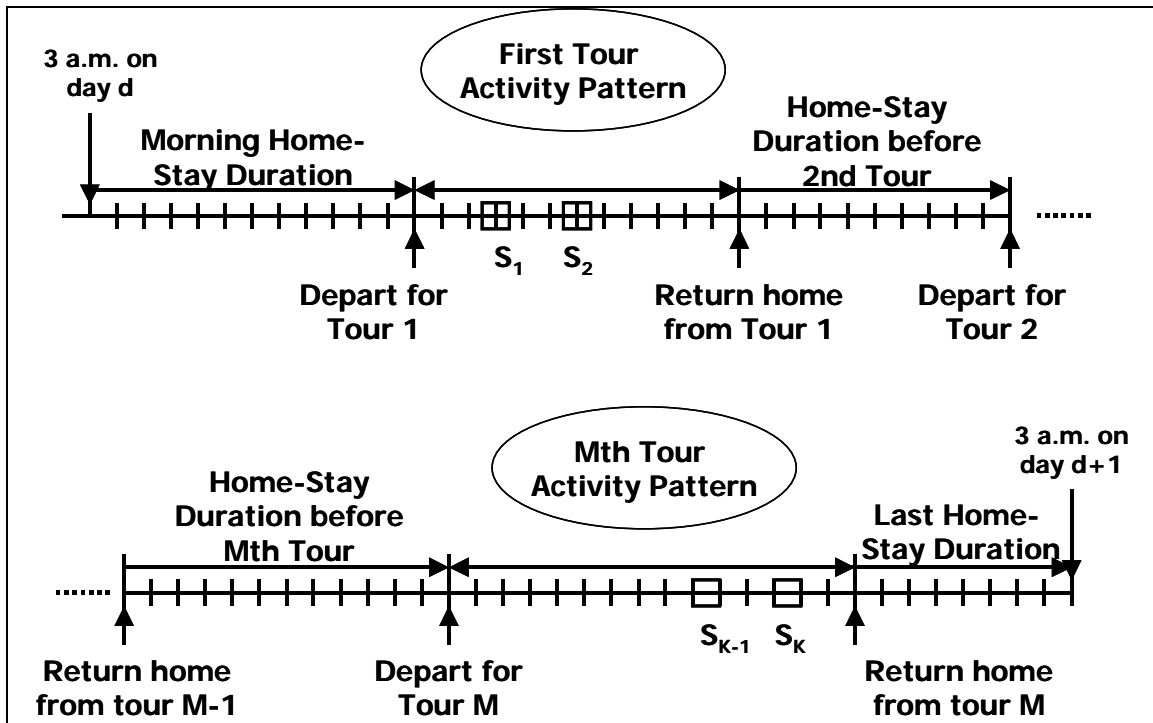 3 a.m. on
day d
First Tour
Activity Pattern
Morning Home-
Stay Duration
Home-Stay
Duration before
2nd Tour
S1
S2
Depart for
Tour 1
Return home
from Tour 1
Depart for
Tour 2
Mth Tour
Activity Pattern
3 a.m. on
day d+1
Home-Stay
Duration before
Mth Tour
Last Home-
Stay Duration
SK-1
SK
Return home
from tour M-1
Depart for
Tour M
Return home
from tour M